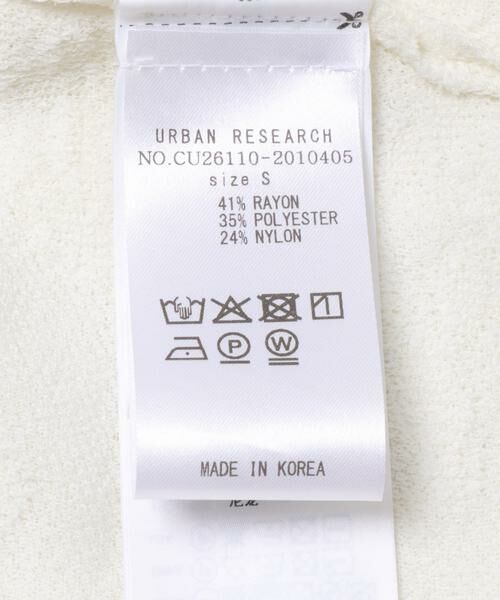 URBAN RESEARCH
NO.CU26110-2010405
size S
41% RAYON
35% POLYESTER
24% NYLON
P W
MADE IN KOREA